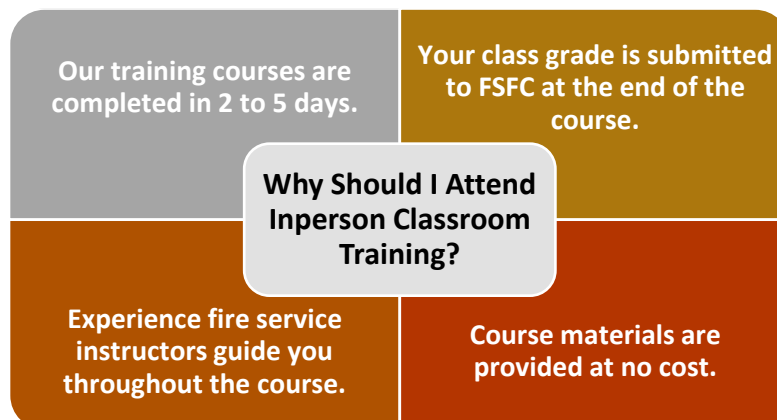 Our training courses are
completed in 2 to 5 days.
Your class grade is submitted
to FSFC at the end of the
course.
Why Should I Attend
Inperson Classroom
Training?
Experience fire service
instructors guide you
throughout the course.
Course materials are
provided at no cost.